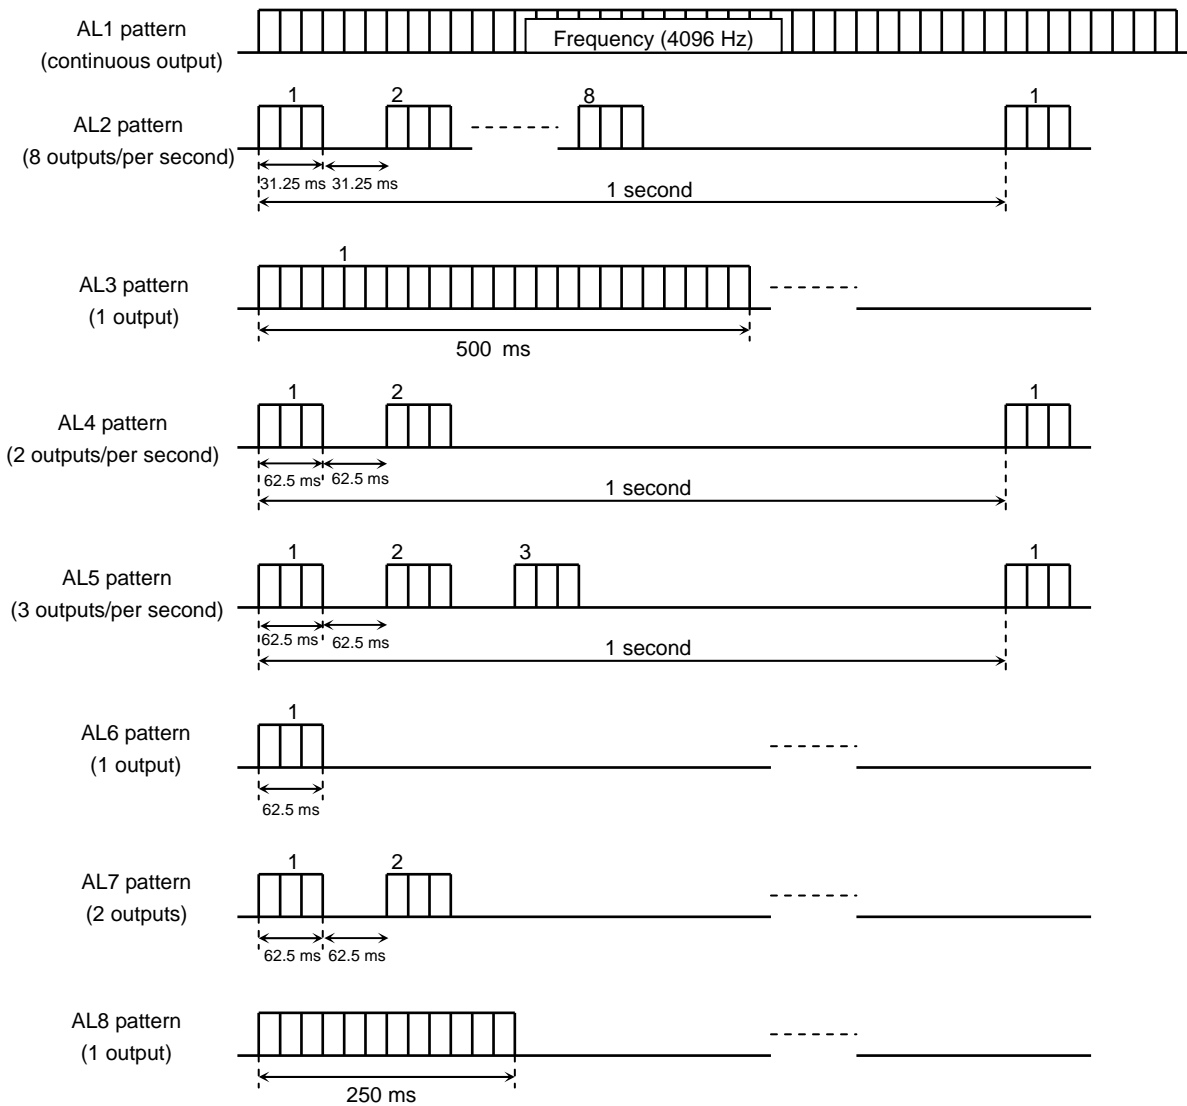 AL1 pattern
(continuous output)
Frequency (4096 Hz)
1 2 8 1
AL2 pattern
(8 outputs/per second)
31.25 ms 31.25 ms
1 second
1
AL3 pattern
(1 output)
500 ms
1 2 1
AL4 pattern
(2 outputs/per second)
62.5 ms 62.5 ms
1 second
1 2 3 1
AL5 pattern
(3 outputs/per second)
62.5 ms 62.5 ms
1 second
1
AL6 pattern
(1 output)
62.5 ms
1 2
AL7 pattern
(2 outputs)
62.5 ms 62.5 ms
AL8 pattern
(1 output)
250 ms